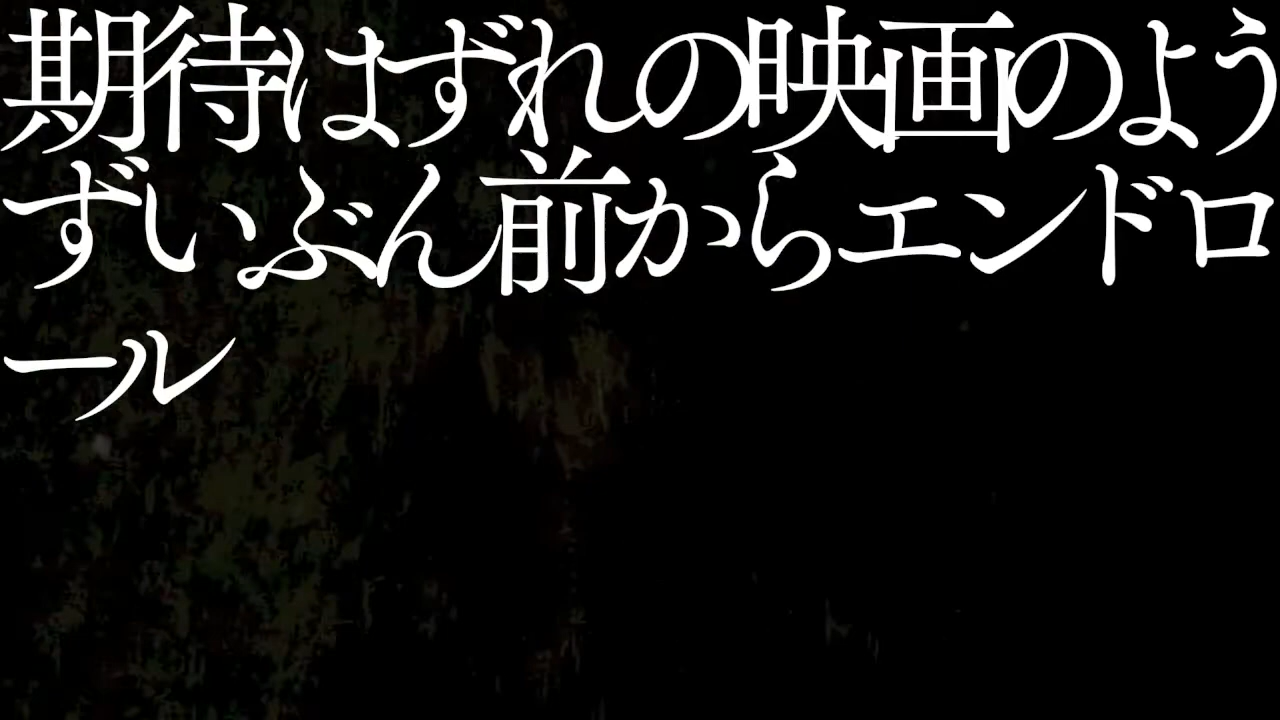 期待はずれの映画のよう
ずいぶん前からエンドロ
ール